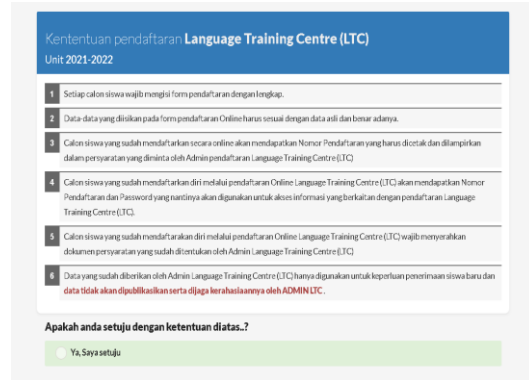 Kententuan pendaftaran Language Training Centre (LTC)
Unit 2021-2022
1 Setiap calon siswa wajib mengisi form pendaftaran dengan lengkap.
2 Data-data yang diisikan pada form pendaftaran Online harus sesuai dengan data asli dan benar adanya.
3 Calon siswa yang sudah mendaftarkan secara online akan mendapatkan Nomor Pendaftaran yang harus dicetak dan dilampirkan
dalam persyaratan yang diminta oleh Admin pendaftaran Language Training Centre (LTC)
4 Calon siswa yang sudah mendaftarkan diri melalui pendaftaran Online Language Training Centre (LTC) akan mendapatkan Nomor
Pendaftaran dan Password yang nantinya akan digunakan untuk akses informasi yang berkaitan dengan pendaftaran Language
Training Centre (LTC).
5 Calon siswa yang sudah mendaftarakan diri melalui pendaftaran Online Language Training Centre (LTC) wajib menyerahkan
dokumen persyaratan yang sudah ditentukan oleh Admin Language Training Centre (LTC)
6 Data yang sudah diberikan oleh Admin Language Training Centre (LTC) hanya digunakan untuk keperluan penerimaan siswa baru dan
data tidak akan dipublikasikan serta dijaga kerahasiaannya oleh ADMIN LTC .
Apakah anda setuju dengan ketentuan diatas..?
Ya, Saya setuju